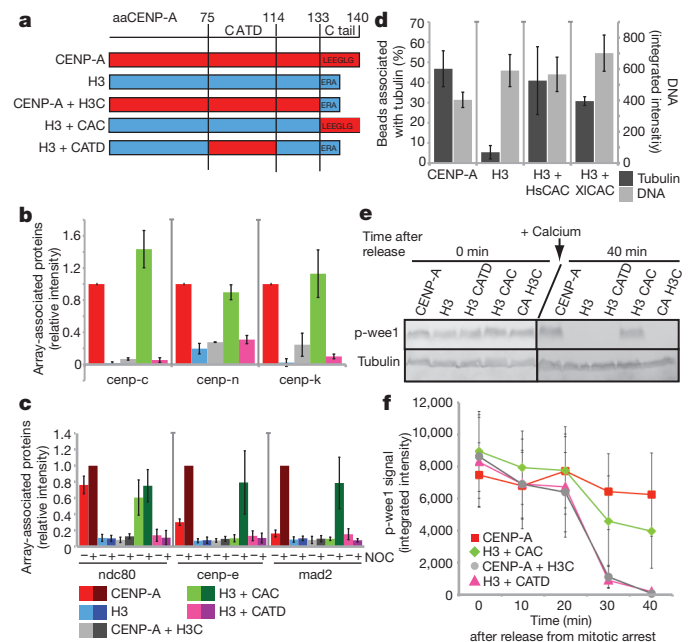 a
aaCENP-A
75
114
133
140
CATD
C tail
CENP-A
LEEGLG
H3
ERA
CENP-A + H3C
ERA
H3 + CAC
LEEGLG
H3 + CATD
ERA
b
Array-associated proteins
(relative intensity)
1.6
1.2
0.8
0.4
0
cenp-c
cenp-n
cenp-k
c
Array-associated proteins
(relative intensity)
1.4
1.2
1.0
0.8
0.6
0.4
0.2
0
– + – + – + – + – + – + – + – + – + – + – + – + – + – + – + NOC
ndc80
cenp-e
mad2
CENP-A
H3 + CAC
H3
H3 + CATD
CENP-A + H3C
d
Beads associated
with tubulin (%)
70
60
50
40
30
20
10
0
DNA
(integrated intensitiy)
800
600
400
200
0
CENP-A
H3
H3 +
HsCAC
H3 +
XlCAC
Tubulin
DNA
e
+ Calcium
Time after
release
0 min
40 min
CENP-A
H3
H3 CATD
H3 CAC
CA H3C
CENP-A
H3
H3 CATD
H3 CAC
CA H3C
p-wee1
Tubulin
f
p-wee1 signal
(integrated intensity)
12,000
10,000
8,000
6,000
4,000
2,000
0
CENP-A
H3 + CAC
CENP-A + H3C
H3 + CATD
0
10
20
30
40
Time (min)
after release from mitotic arrest